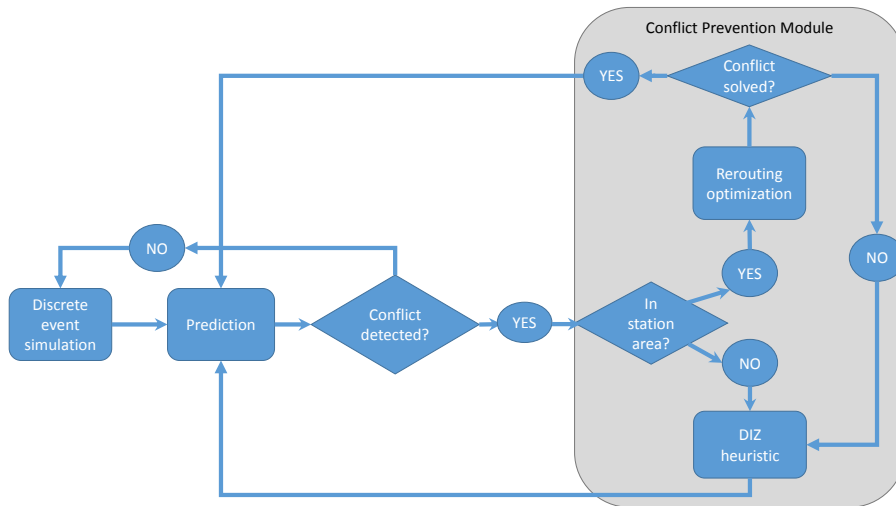 Conflict Prevention Module
YES
Conflict
solved?
Rerouting
optimization
NO
NO
YES
Discrete
event
simulation
Prediction
Conflict
detected?
YES
In
station
area?
NO
DIZ
heuristic